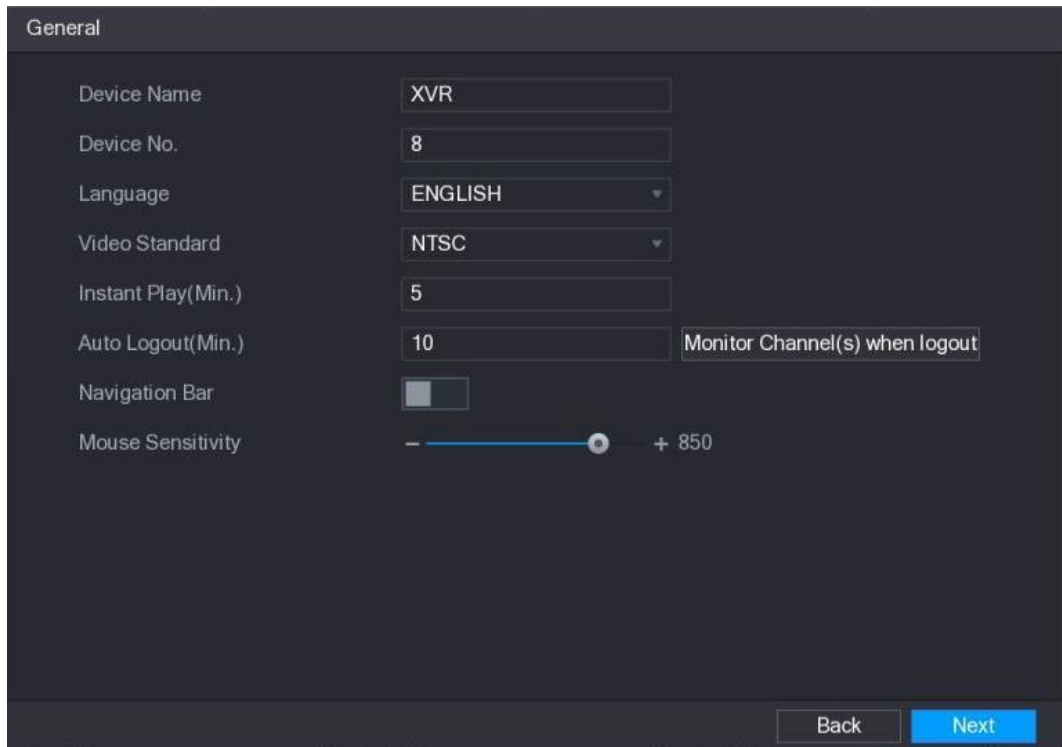 General
Device Name XVR
Device No. 8
Language ENGLISH
Video Standard NTSC
Instant Play(Min.) 5
Auto Logout(Min.) 10 Monitor Channel(s) when logout
Navigation Bar
Mouse Sensitivity − + 850
Back Next